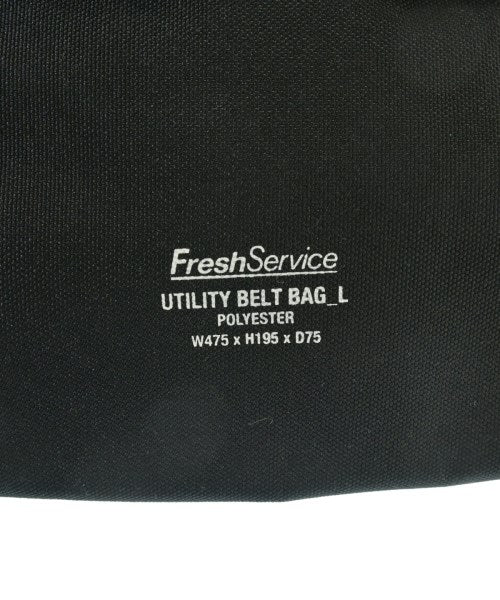 FreshService
UTILITY BELT BAG_L
POLYESTER
W475 x H195 x D75